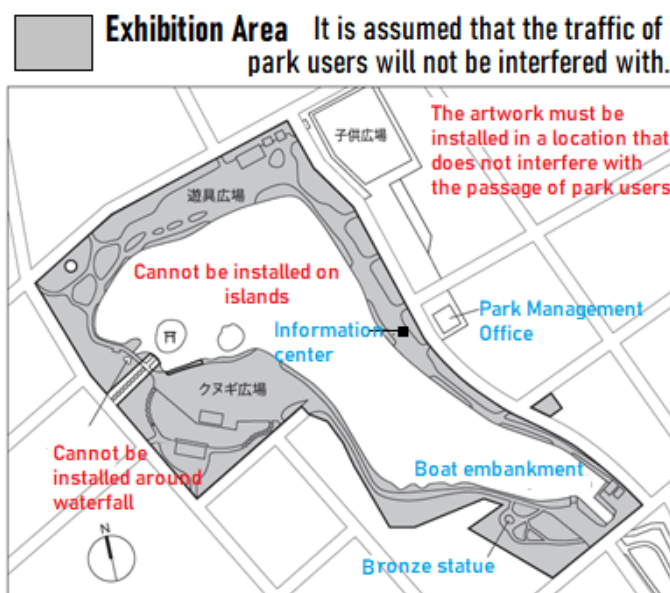 Exhibition Area It is assumed that the traffic of
park users will not be interfered with.
子供広場
The artwork must be
installed in a location that
does not interfere with
the passage of park users
遊具広場
Cannot be installed on
islands
Information
center
Park Management
Office
クヌギ広場
Cannot be
installed around
waterfall
Boat embankment
N
Bronze statue